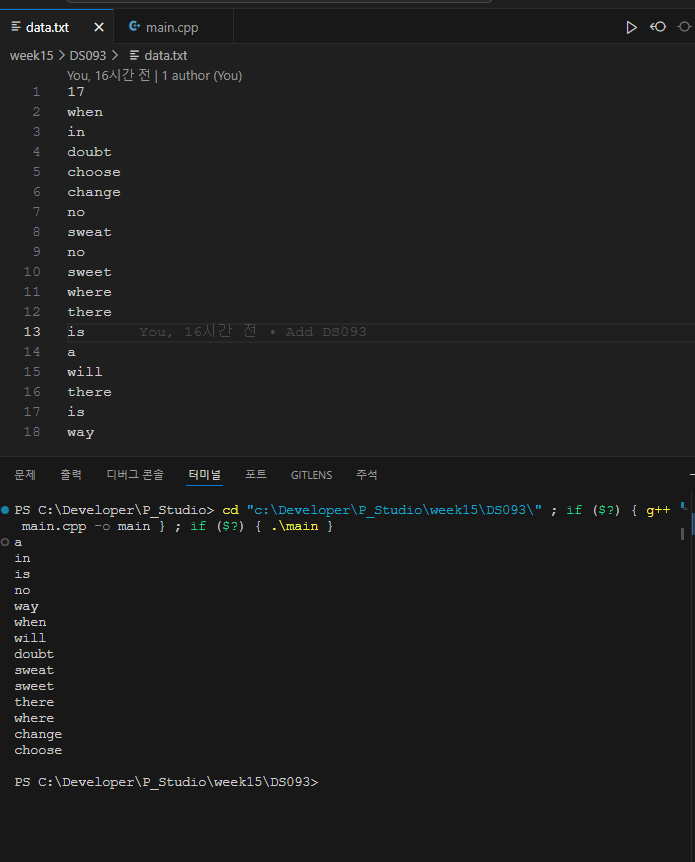 data.txt
main.cpp
week15 > DS093 > data.txt
You, 16시간 전 | 1 author (You)
1 17
2 when
3 in
4 doubt
5 choose
6 change
7 no
8 sweat
9 no
10 sweet
11 where
12 there
13 is You, 16시간 전 • Add DS093
14 a
15 will
16 there
17 is
18 way
문제 출력 디버그 콘솔 터미널 포트 GITLENS 주석
PS C:\Developer\P_Studio> cd "c:\Developer\P_Studio\week15\DS093\" ; if ($?) { g++
main.cpp -o main } ; if ($?) { .\main }
a
in
is
no
way
when
will
doubt
sweat
sweet
there
where
change
choose
PS C:\Developer\P_Studio\week15\DS093>